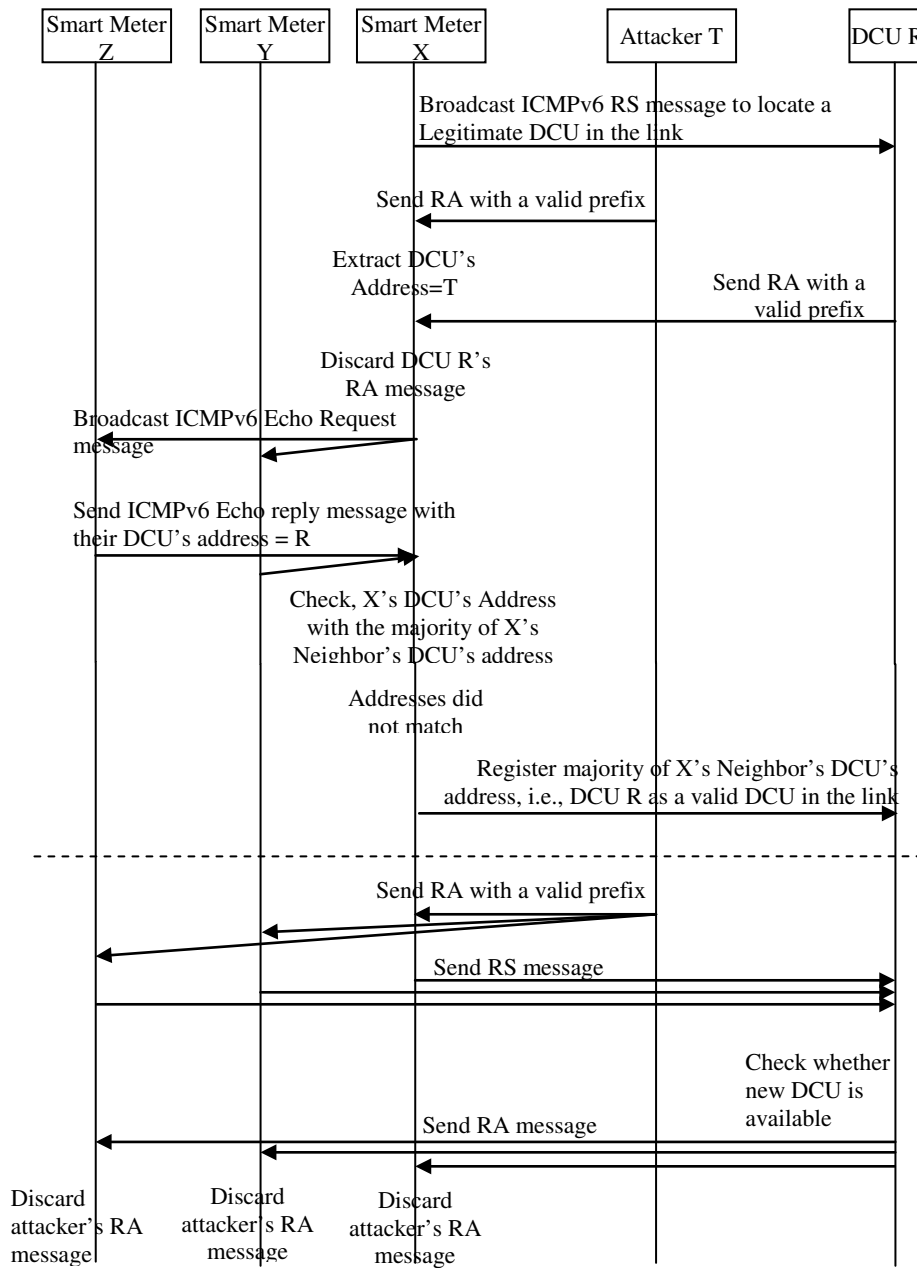 Smart Meter
Z
Smart Meter
Y
Smart Meter
X
Attacker T
DCU R
Broadcast ICMPv6 RS message to locate a
Legitimate DCU in the link
Send RA with a valid prefix
Extract DCU's
Address=T
Send RA with a
valid prefix
Discard DCU R's
RA message
Broadcast ICMPv6 Echo Request
message
Send ICMPv6 Echo reply message with
their DCU's address = R
Check, X's DCU's Address
with the majority of X's
Neighbor's DCU's address
Addresses did
not match
Register majority of X's Neighbor's DCU's
address, i.e., DCU R as a valid DCU in the link
Send RA with a valid prefix
Send RS message
Check whether
new DCU is
available
Send RA message
Discard
attacker's RA
message
Discard
attacker's RA
message
Discard
attacker's RA
message